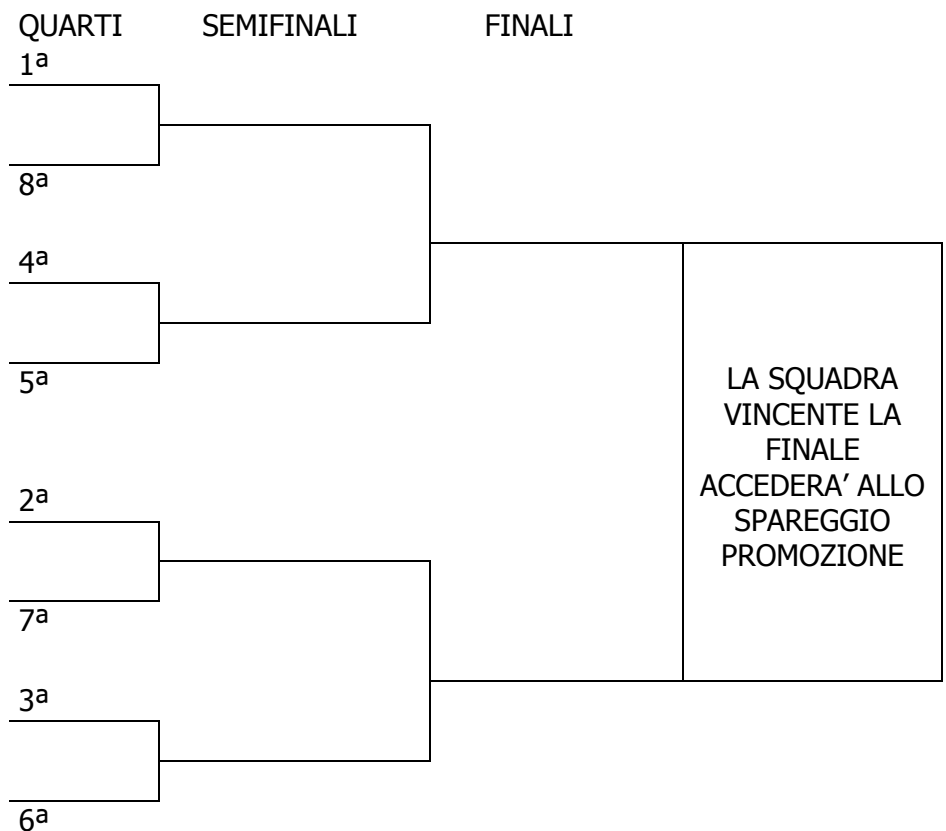 QUARTI SEMIFINALI FINALI
1ª
8ª
4ª
5ª
LA SQUADRA
VINCENTE LA
FINALE
ACCEDERA’ ALLO
SPAREGGIO
PROMOZIONE
2ª
7ª
3ª
6ª